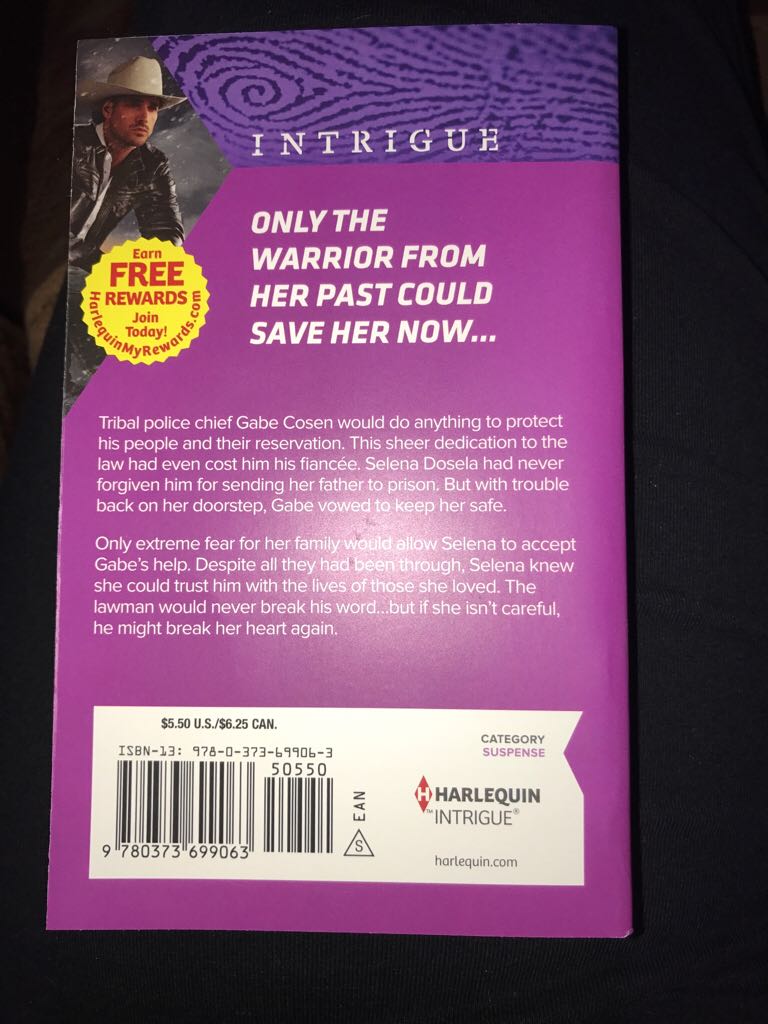 INTRIGUE
ONLY THE
WARRIOR FROM
HER PAST COULD
SAVE HER NOW...
Earn
FREE
REWARDS
Join
Today!
HarlequinMyRewards.com
Tribal police chief Gabe Cosen would do anything to protect
his people and their reservation. This sheer dedication to the
law had even cost him his fiancée. Selena Dosela had never
forgiven him for sending her father to prison. But with trouble
back on her doorstep, Gabe vowed to keep her safe.
Only extreme fear for her family would allow Selena to accept
Gabe's help. Despite all they had been through, Selena knew
she could trust him with the lives of those she loved. The
lawman would never break his word...but if she isn't careful,
he might break her heart again.
$5.50 U.S./$6.25 CAN.
ISBN-13: 978-0-373-69906-3
50550
9 780373 699063
EAN
S
CATEGORY
SUSPENSE
H HARLEQUIN
™ INTRIGUE®
harlequin.com